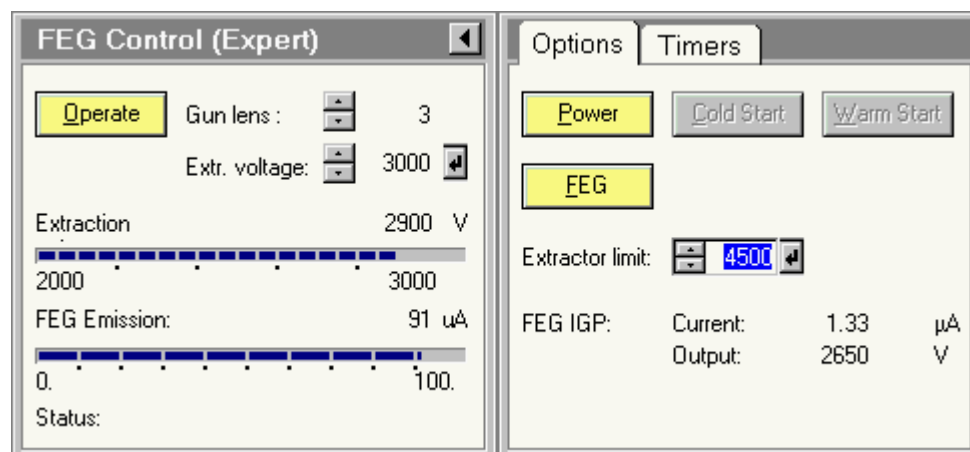 FEG Control (Expert)
Operate Gun lens : 3
Extr. voltage: 3000
Extraction 2900 V
2000 3000
FEG Emission: 91 uA
0. 100.
Status:
Options Timers
Power Cold Start Warm Start
FEG
Extractor limit: 4500
FEG IGP: Current: 1.33 µA
Output: 2650 V